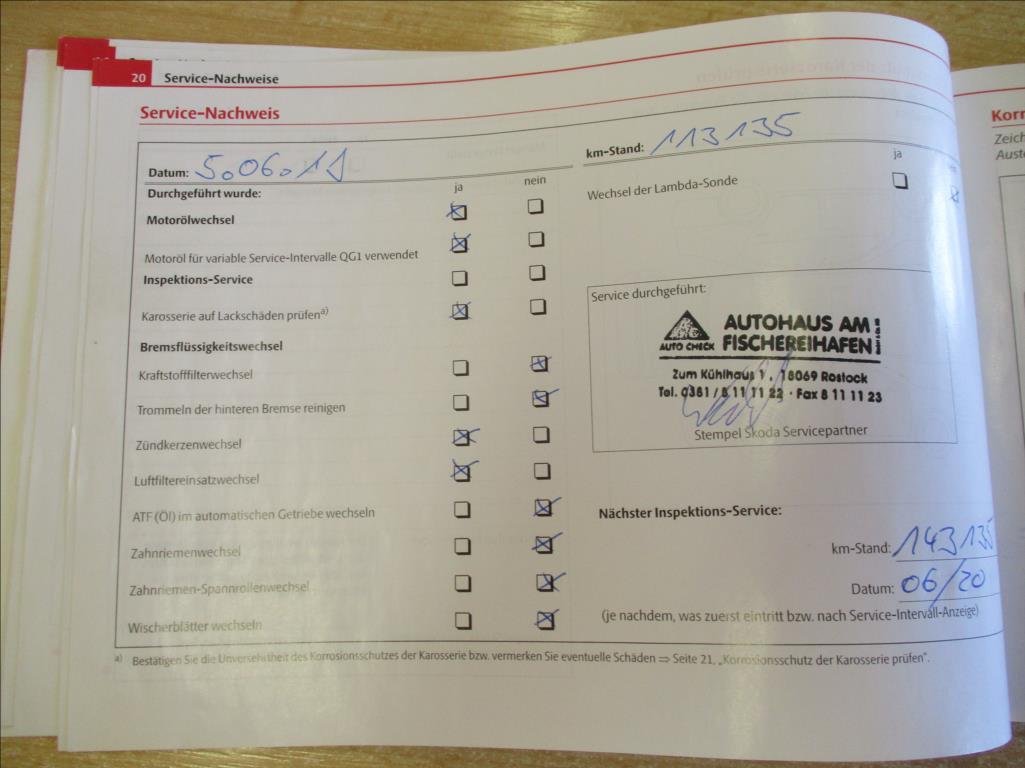 20 Service-Nachweise
Service-Nachweis
Datum: 5.06.19
km-Stand: 113135
Durchgeführt wurde:
ja nein
ja
Motorölwechsel
Wechsel der Lambda-Sonde
Motoröl für variable Service-Intervalle QG1 verwendet
Inspektions-Service
Karosserie auf Lackschäden prüfen a)
Bremsflüssigkeitswechsel
Kraftstofffilterwechsel
Trommeln der hinteren Bremse reinigen
Zündkerzenwechsel
Luftfiltereinsatzwechsel
ATF (Öl) im automatischen Getriebe wechseln
Zahnriemenwechsel
Zahnriemen-Spannrollenwechsel
Wischerblätter wechseln
Service durchgeführt:
AUTO CHECK
AUTOHAUS AM
FISCHEREIHAFEN
Zum Kühlhaus 1, 18069 Rostock
Tel. 0381 / 8 11 11 22 · Fax 8 11 11 23
Stempel Škoda Servicepartner
Nächster Inspektions-Service:
km-Stand: 143135
Datum: 06/20
(je nachdem, was zuerst eintritt bzw. nach Service-Intervall-Anzeige)
a) Bestätigen Sie die Unversehrtheit des Korrosionsschutzes der Karosserie bzw. vermerken Sie eventuelle Schäden ⇒ Seite 21, „Korrosionsschutz der Karosserie prüfen".
Korr
Zeich
Auste